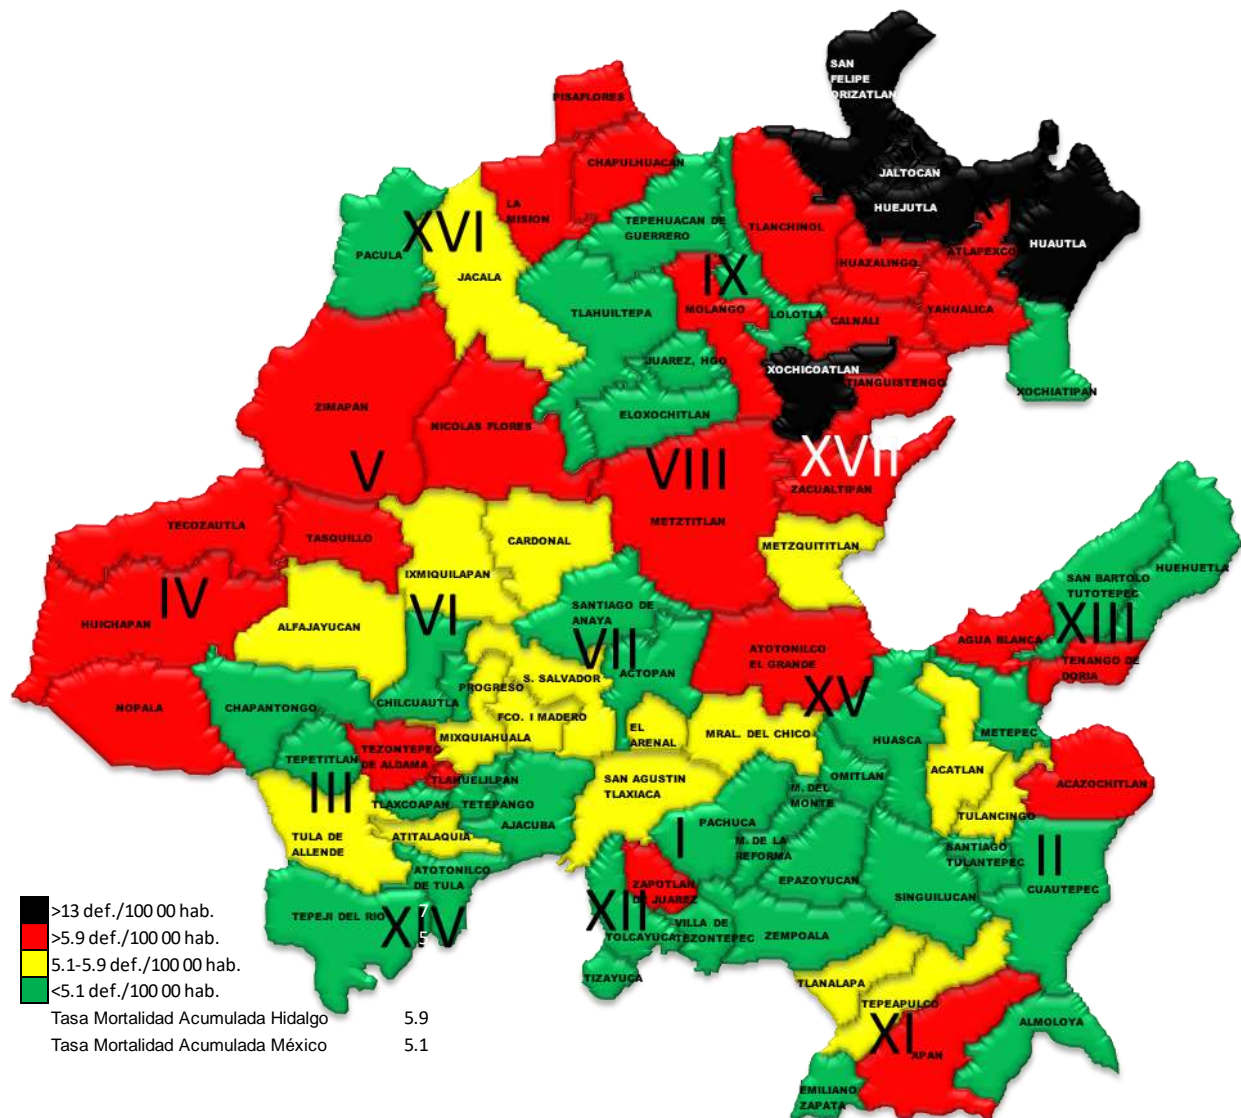 SAN
FELIPE
ORIZATLAN
PISAFLORES
CHAPULHUACAN
JALTOCAN
LA
MISION
HUEJUTLA
TEPEHUACAN DE
GUERRERO
TLANCHINOL
XVI
HUAUTLA
ATLAPEXCO
PACULA
HUAZALINGO
IX
JACALA
TLAHUILTEPA
MOLANGO
LOLOTLA
CALNALI
YAHUALICA
JUAREZ, HGO
XOCHICOATLAN
TIANGUISTENGO
XOCHIATIPAN
ZIMAPAN
ELOXOCHITLAN
NICOLAS FLORES
V
VIII
XVII
ZACUALTIPAN
TECOZAUTLA
METZTITLAN
TASQUILLO
CARDONAL
METZQUITITLAN
IXMIQUILAPAN
HUEHUETLA
SAN BARTOLO
TUTOTEPEC
IV
HUICHAPAN
ALFAJAYUCAN
VI
SANTIAGO DE
ANAYA
VII
XIII
AGUA BLANCA
ATOTONILCO
EL GRANDE
TENANGO DE
DORIA
ACTOPAN
S. SALVADOR
PROGRESO
XV
NOPALA
CHAPANTONGO
CHILCUAUTLA
FCO. I MADERO
EL
ARENAL
MRAL. DEL CHICO
HUASCA
METEPEC
MIXQUIAHUALA
TEZONTEPEC
DE ALDAMA
TEPETITLAN
TLAHUELILPAN
SAN AGUSTIN
TLAXIACA
OMITLAN
ACATLAN
ACAZOCHITLAN
III
TLAXCOAPAN
TETEPANGO
M. DEL
MONTE
TULANCINGO
AJACUBA
PACHUCA
I
TULA DE
ALLENDE
ATITALAQUIA
M. DE LA
REFORMA
SANTIAGO
TULANTEPEC
II
ATOTONILCO
DE TULA
EPAZOYUCAN
SINGUILUCAN
CUAUTEPEC
ZAPOTLAN
DE JUAREZ
TEPEJI DEL RIO
XIV
7
5
XII
TOLCAYUCA
VILLA DE
TEZONTEPEC
ZEMPOALA
TIZAYUCA
TLANALAPA
TEPEAPULCO
XI
APAN
ALMOLOYA
EMILIANO
ZAPATA
>13 def./100 00 hab.
>5.9 def./100 00 hab.
5.1-5.9 def./100 00 hab.
<5.1 def./100 00 hab.
Tasa Mortalidad Acumulada Hidalgo 5.9
Tasa Mortalidad Acumulada México 5.1